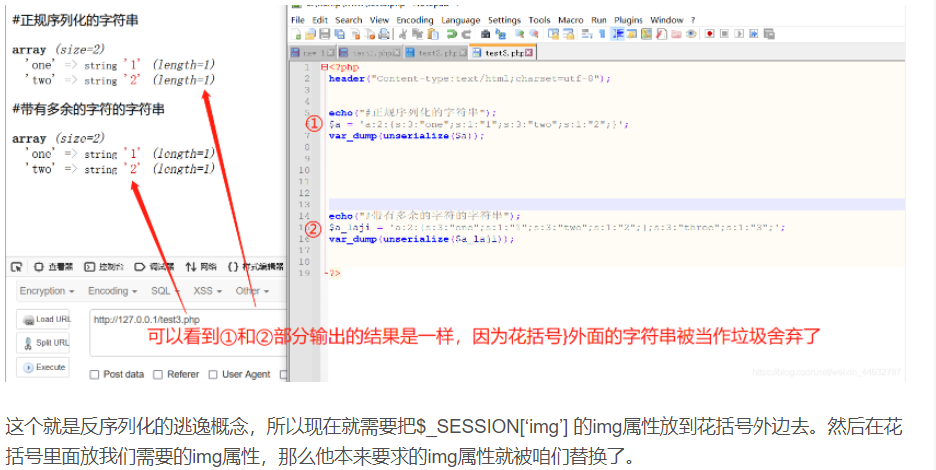 #正规序列化的字符串
array (size=2)
'one' => string '1' (length=1)
'two' => string '2' (length=1)
#带有多余的字符的字符串
array (size=2)
'one' => string '1' (length=1)
'two' => string '2' (length=1)
查看器 控制台 调试器 网络 {} 样式编辑器
Encryption Encoding SQL XSS Other
Load URL
http://127.0.0.1/test3.php
Split URL
Execute
Post data Referer User Agent
File Edit Search View Encoding Language Settings Tools Macro Run Plugins Window ?
test3.php
1 <?php
2 header("Content-type:text/html;charset=utf-8");
3
4
5 echo("#正规序列化的字符串");
① $a = 'a:2:{s:3:"one";s:1:"1";s:3:"two";s:1:"2";}';
7 var_dump(unserialize($a));
8
9
10
11
12
13
14 echo("#带有多余的字符的字符串");
② $a_laji = 'a:2:{s:3:"one";s:1:"1";s:3:"two";s:1:"2";};s:3:"three";s:1:"3";';
16 var_dump(unserialize($a_laji));
17
18
19 ?>
可以看到①和②部分输出的结果是一样，因为花括号}外面的字符串被当作垃圾舍弃了
这个就是反序列化的逃逸概念，所以现在就需要把$_SESSION[‘img’] 的img属性放到花括号外边去。然后在花
括号里面放我们需要的img属性，那么他本来要求的img属性就被咱们替换了。